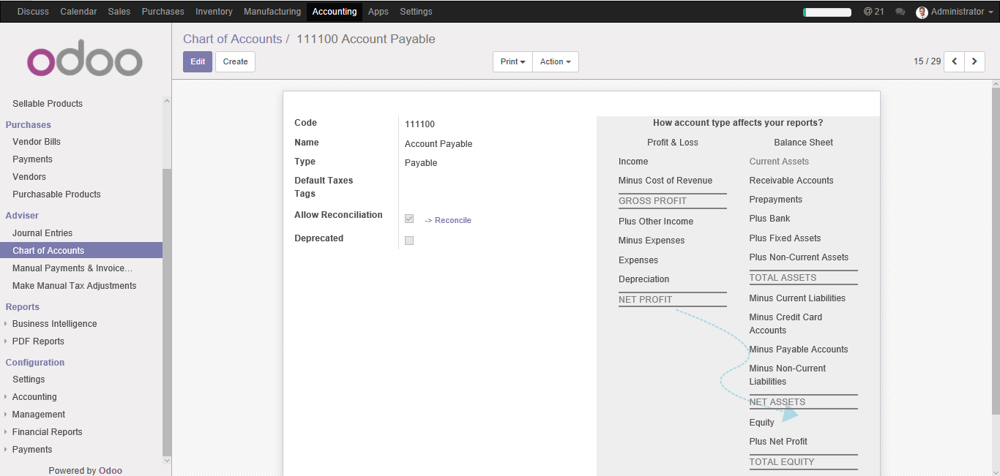 Discuss Calendar Sales Purchases Inventory Manufacturing Accounting Apps Settings @ 21 Administrator
odoo
Sellable Products
Purchases
Vendor Bills
Payments
Vendors
Purchasable Products
Adviser
Journal Entries
Chart of Accounts
Manual Payments & Invoice...
Make Manual Tax Adjustments
Reports
Business Intelligence
PDF Reports
Configuration
Settings
Accounting
Management
Financial Reports
Payments
Powered by Odoo
Chart of Accounts / 111100 Account Payable
Edit Create Print Action 15 / 29
Code 111100
Name Account Payable
Type Payable
Default Taxes
Tags
Allow Reconciliation -> Reconcile
Deprecated
How account type affects your reports?
Profit & Loss
Income
Minus Cost of Revenue
GROSS PROFIT
Plus Other Income
Minus Expenses
Expenses
Depreciation
NET PROFIT
Balance Sheet
Current Assets
Receivable Accounts
Prepayments
Plus Bank
Plus Fixed Assets
Plus Non-Current Assets
TOTAL ASSETS
Minus Current Liabilities
Minus Credit Card
Accounts
Minus Payable Accounts
Minus Non-Current
Liabilities
NET ASSETS
Equity
Plus Net Profit
TOTAL EQUITY